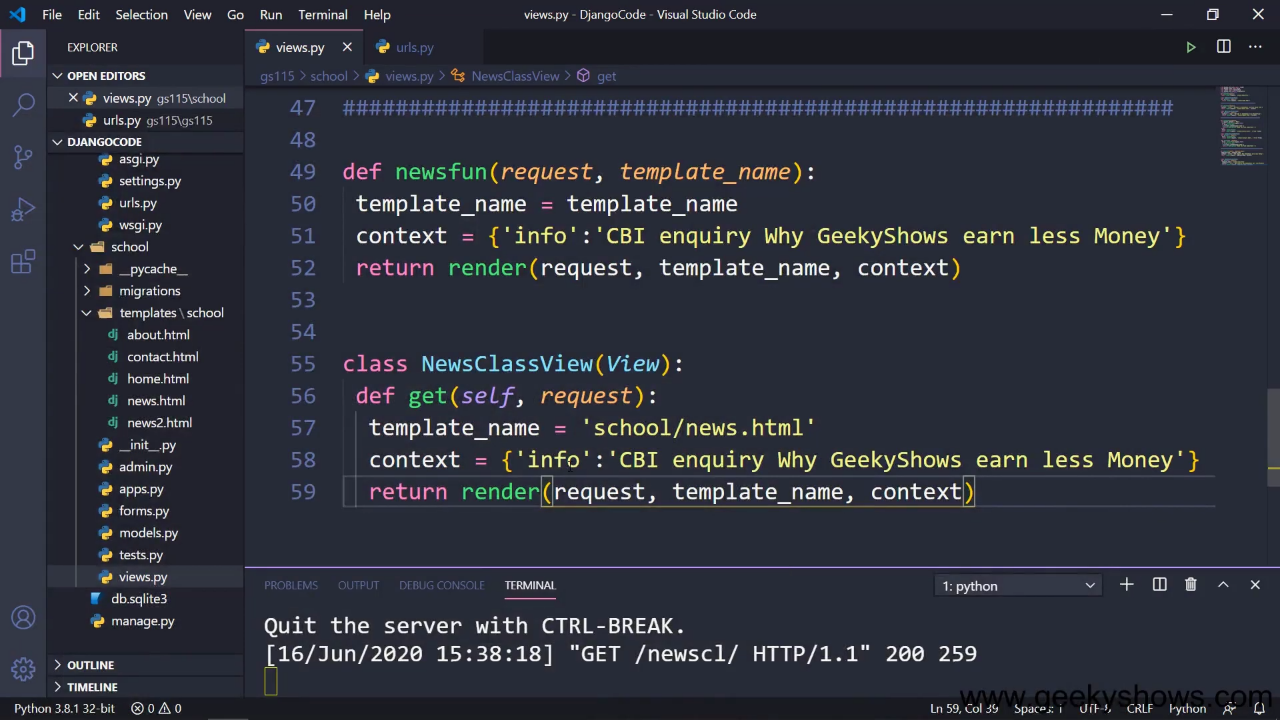 File Edit Selection View Go Run Terminal Help views.py - DjangoCode - Visual Studio Code
EXPLORER
views.py urls.py
OPEN EDITORS
gs115 school views.py NewsClassView get
views.py gs115\school
urls.py gs115\gs115
DJANGOCODE
asgi.py
settings.py
urls.py
wsgi.py
school
__pycache__
migrations
templates \ school
about.html
contact.html
home.html
news.html
news2.html
__init__.py
admin.py
apps.py
forms.py
models.py
tests.py
views.py
db.sqlite3
manage.py
OUTLINE
TIMELINE
47 ###############################################################
48
49 def newsfun(request, template_name):
50 template_name = template_name
51 context = {'info':'CBI enquiry Why GeekyShows earn less Money'}
52 return render(request, template_name, context)
53
54
55 class NewsClassView(View):
56 def get(self, request):
57 template_name = 'school/news.html'
58 context = {'info':'CBI enquiry Why GeekyShows earn less Money'}
59 return render(request, template_name, context)
PROBLEMS OUTPUT DEBUG CONSOLE TERMINAL 1: python
Quit the server with CTRL-BREAK.
[16/Jun/2020 15:38:18] "GET /newscl/ HTTP/1.1" 200 259
www.geekyshows.com
Python 3.8.1 32-bit 0 0 Ln 59, Col 39 Spaces: 1 UTF-8 CRLF Python